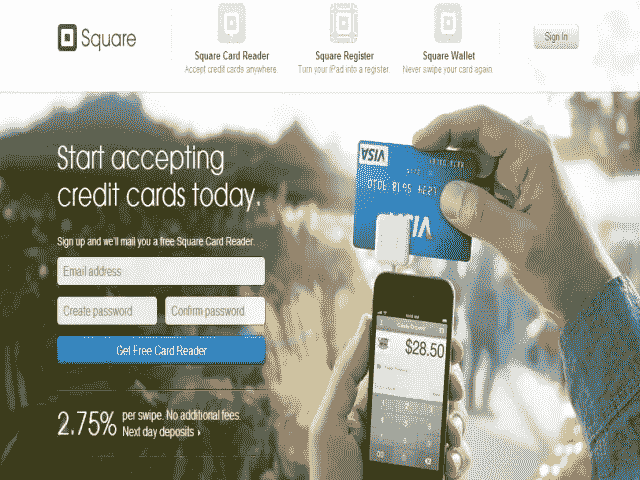 Square
Square Card Reader
Accept credit cards anywhere.
Square Register
Turn your iPad into a register.
Square Wallet
Never swipe your card again.
Sign In
Start accepting
credit cards today.
Sign up and we'll mail you a free Square Card Reader.
Email address
Create password
Confirm password
Get Free Card Reader
2.75%
per swipe. No additional fees.
Next day deposits ›
VISA
VISA
$28.50